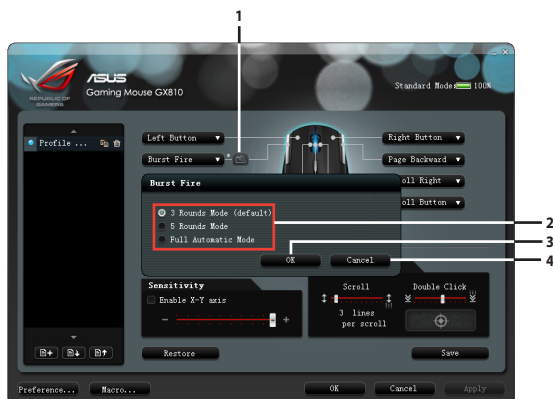 1
ASUS
Gaming Mouse GX810
REPUBLIC OF
GAMERS
Standard Mode: 100%
Profile ...
Left Button
Right Button
Burst Fire
Page Backward
Burst Fire
oll Right
3 Rounds Mode (default)
oll Button
2
5 Rounds Mode
3
Full Automatic Mode
OK
Cancel
4
Sensitivity
Scroll
Double Click
Enable X-Y axis
3 lines
per scroll
Restore
Save
Preference...
Macro...
OK
Cancel
Apply